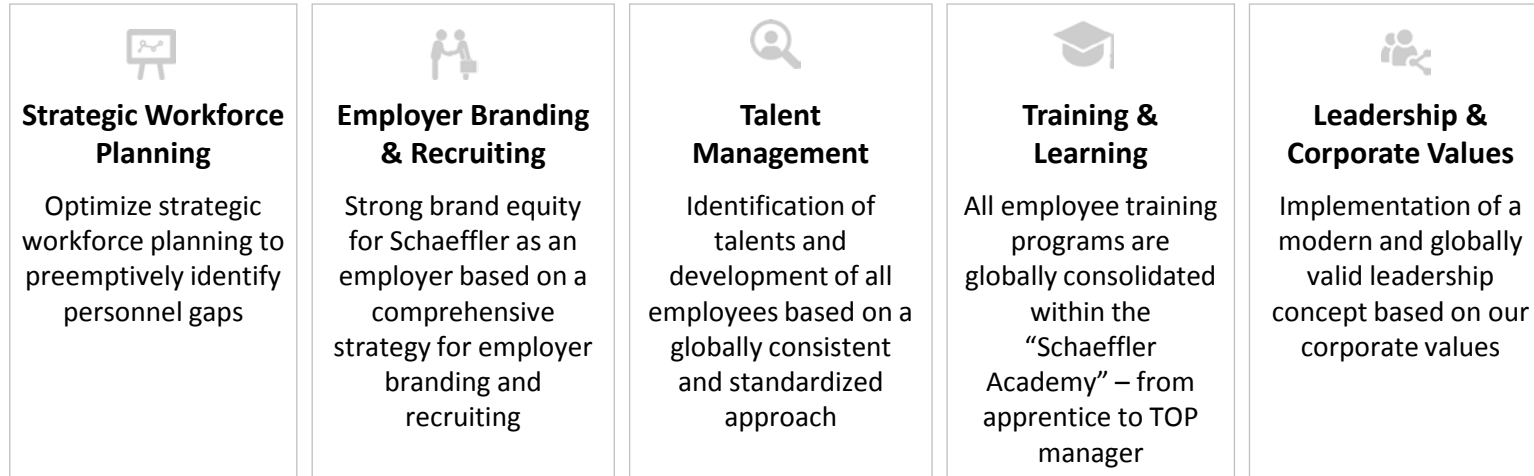 Strategic Workforce
Planning
Optimize strategic
workforce planning to
preemptively identify
personnel gaps
Employer Branding
& Recruiting
Strong brand equity
for Schaeffler as an
employer based on a
comprehensive
strategy for employer
branding and
recruiting
Talent
Management
Identification of
talents and
development of all
employees based on a
globally consistent
and standardized
approach
Training &
Learning
All employee training
programs are
globally consolidated
within the
“Schaeffler
Academy” – from
apprentice to TOP
manager
Leadership &
Corporate Values
Implementation of a
modern and globally
valid leadership
concept based on our
corporate values